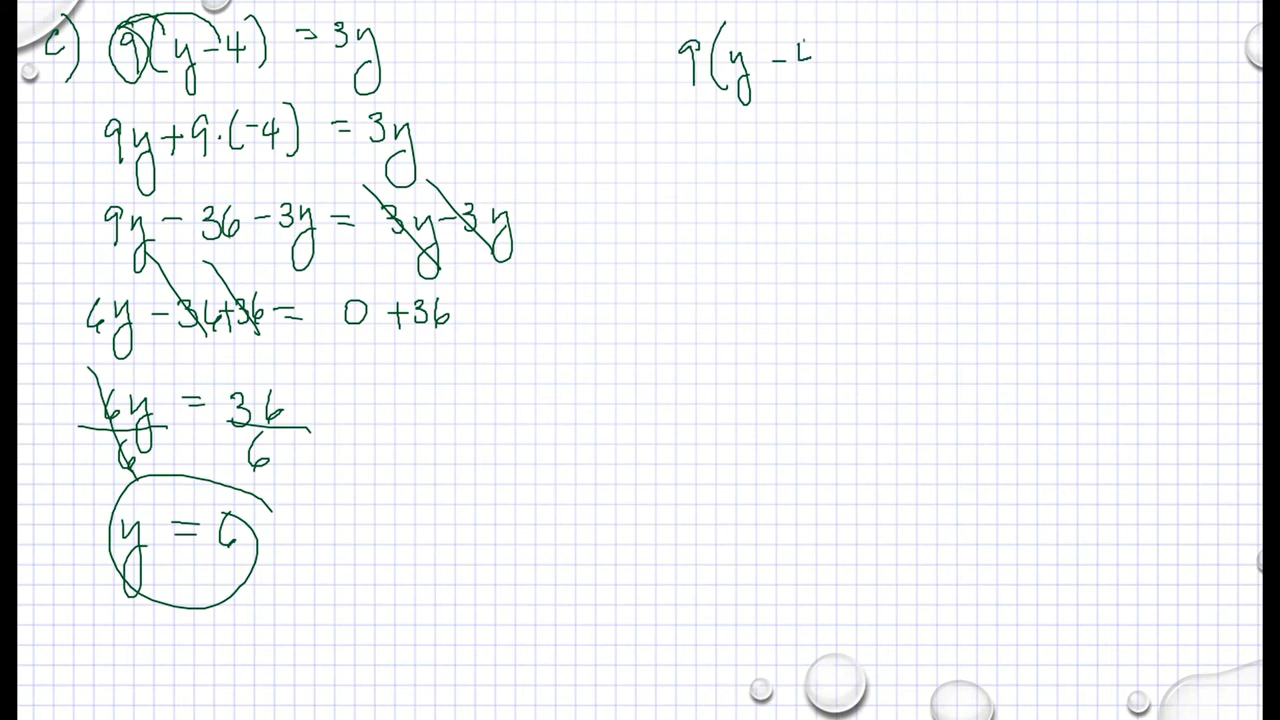 c) 9(y-4) = 3y
9y+9·(-4) = 3y
9y - 36 - 3y = 3y - 3y
6y - 36 + 36 = 0 + 36
6y/6 = 36/6
y = 6
9(y - 4